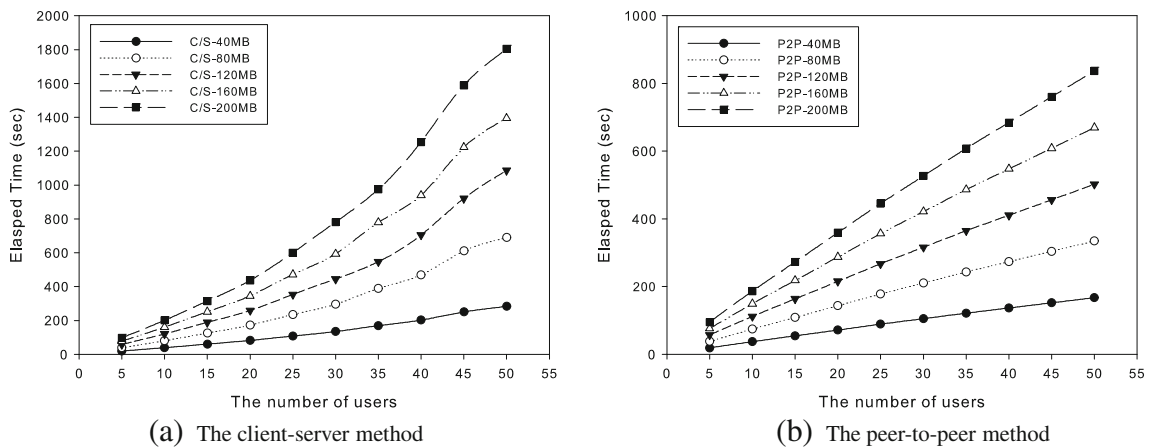 2000
1800
1600
1400
1200
1000
800
600
400
200
0
Elasped Time (sec)
C/S-40MB
C/S-80MB
C/S-120MB
C/S-160MB
C/S-200MB
0 5 10 15 20 25 30 35 40 45 50 55
The number of users
(a) The client-server method
1000
800
600
400
200
0
Elasped Time (sec)
P2P-40MB
P2P-80MB
P2P-120MB
P2P-160MB
P2P-200MB
0 5 10 15 20 25 30 35 40 45 50 55
The number of users
(b) The peer-to-peer method